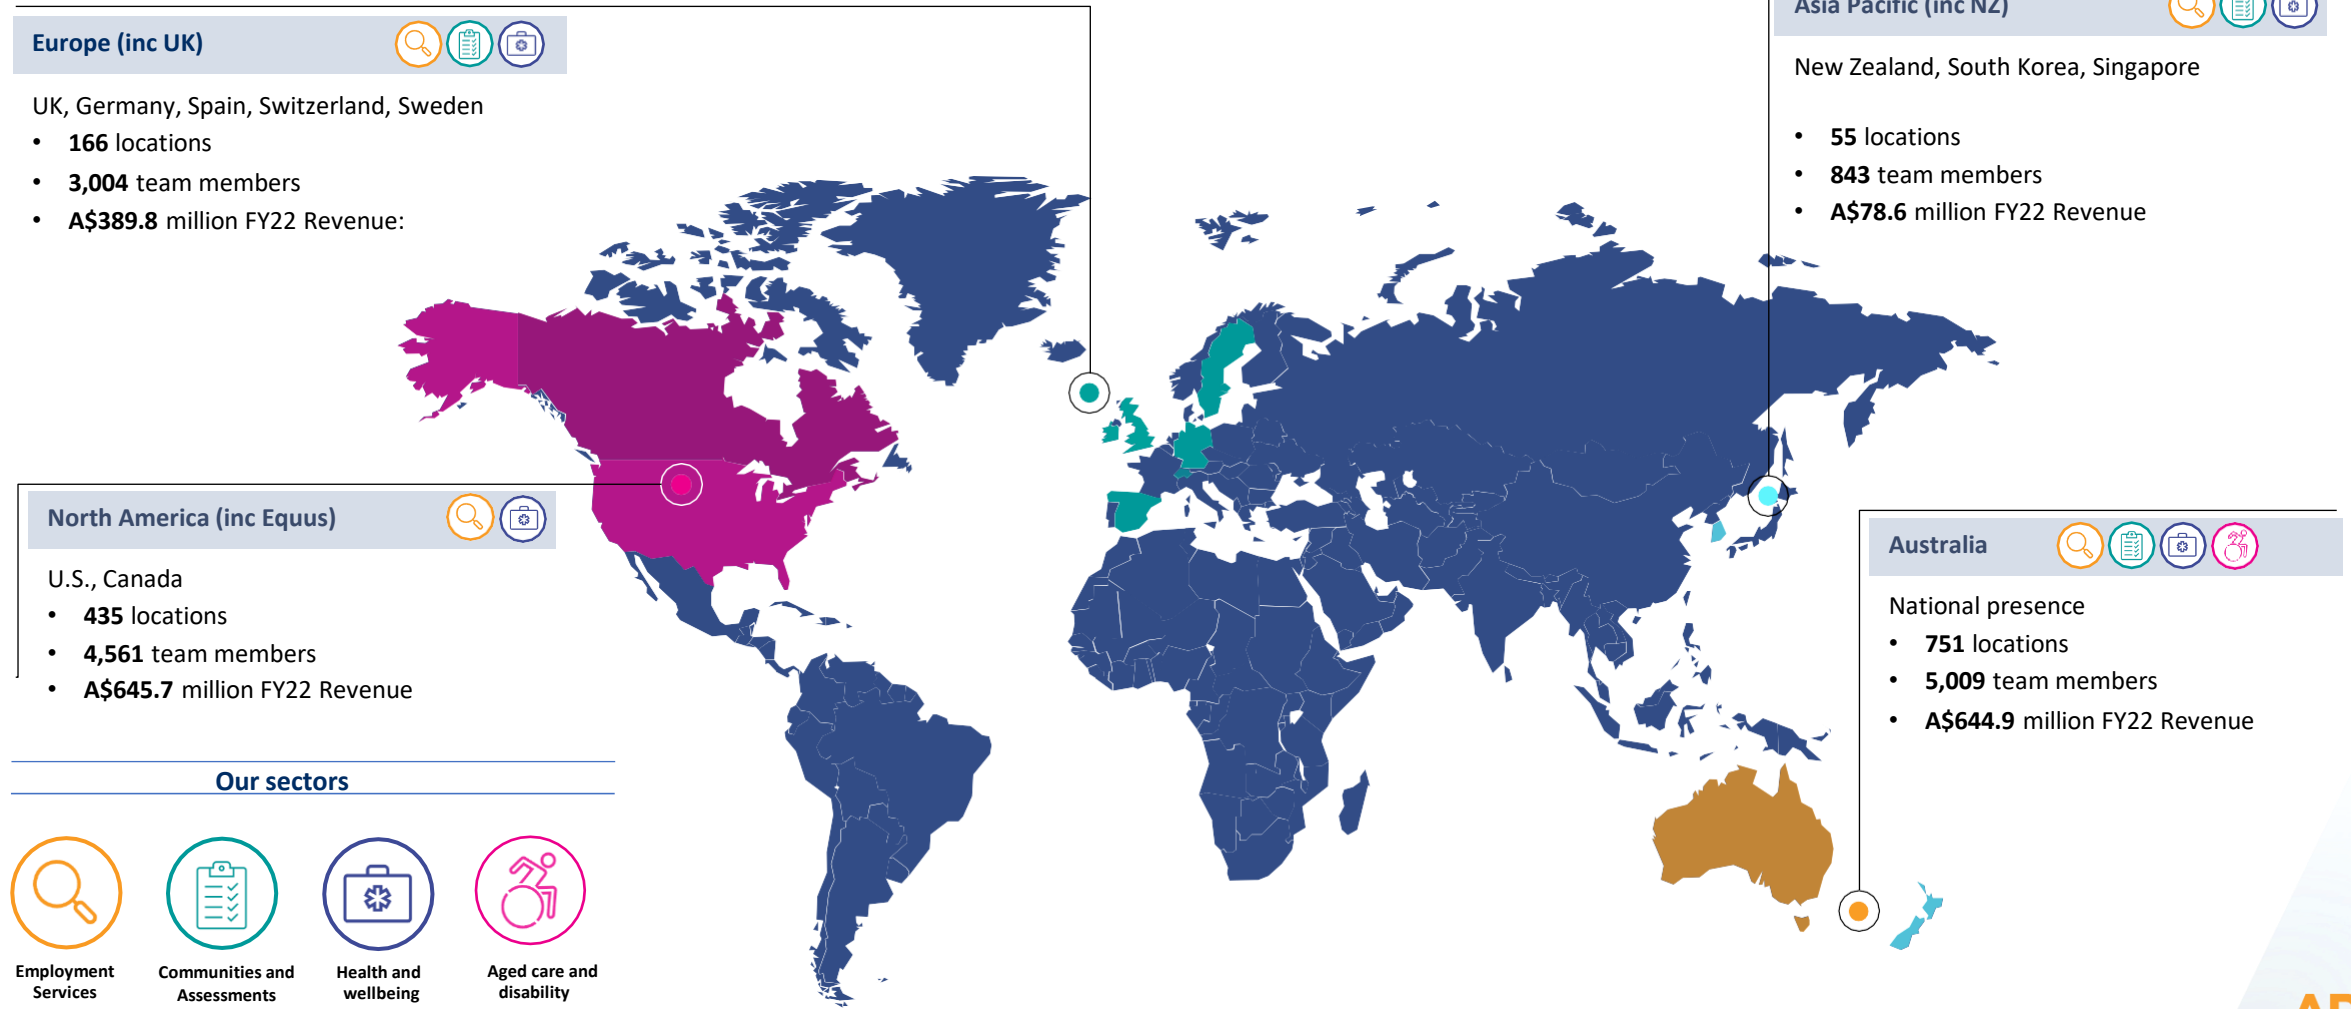 Europe (inc UK)
UK, Germany, Spain, Switzerland, Sweden
• 166 locations
• 3,004 team members
• A$389.8 million FY22 Revenue:
Asia Pacific (inc NZ)
New Zealand, South Korea, Singapore
• 55 locations
• 843 team members
• A$78.6 million FY22 Revenue
North America (inc Equus)
U.S., Canada
• 435 locations
• 4,561 team members
• A$645.7 million FY22 Revenue
Australia
National presence
• 751 locations
• 5,009 team members
• A$644.9 million FY22 Revenue
Our sectors
Employment
Services
Communities and
Assessments
Health and
wellbeing
Aged care and
disability